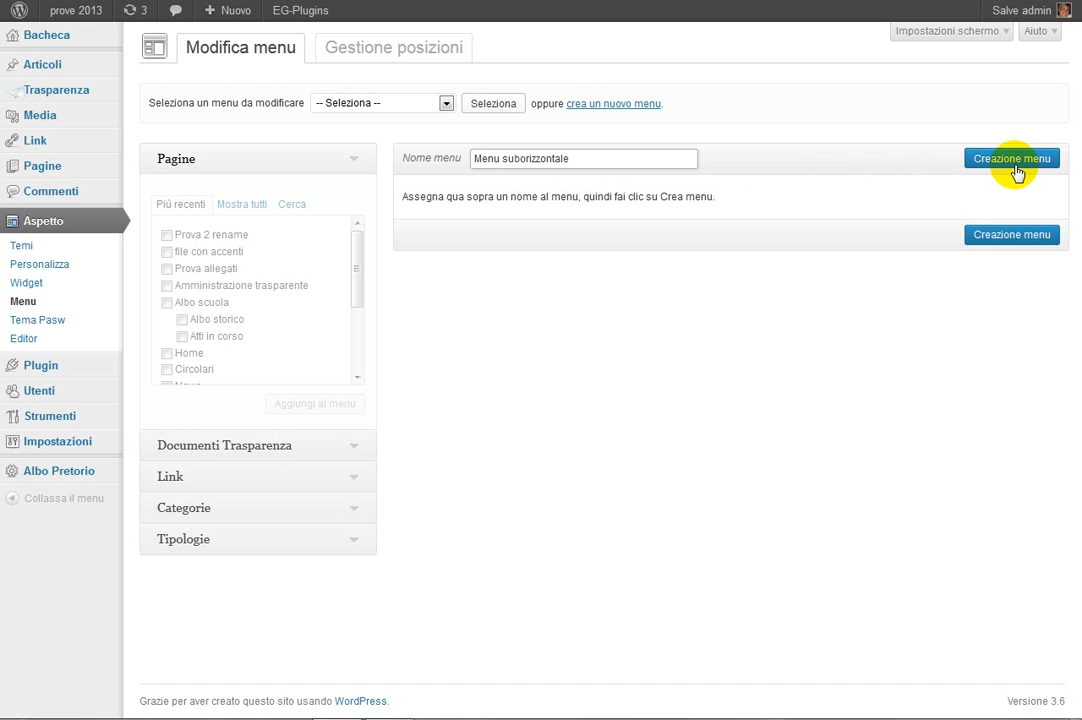 prove 2013 3 Nuovo EG-Plugins Salve admin
Bacheca
Articoli
Trasparenza
Media
Link
Pagine
Commenti
Aspetto
Temi
Personalizza
Widget
Menu
Tema Pasw
Editor
Plugin
Utenti
Strumenti
Impostazioni
Albo Pretorio
Collassa il menu
Impostazioni schermo Aiuto
Modifica menu Gestione posizioni
Seleziona un menu da modificare -- Seleziona -- Seleziona oppure crea un nuovo menu.
Pagine
Più recenti Mostra tutti Cerca
Prova 2 rename
file con accenti
Prova allegati
Amministrazione trasparente
Albo scuola
Albo storico
Atti in corso
Home
Circolari
Aggiungi al menu
Documenti Trasparenza
Link
Categorie
Tipologie
Nome menu Menu suborizzontale Creazione menu
Assegna qua sopra un nome al menu, quindi fai clic su Crea menu.
Creazione menu
Grazie per aver creato questo sito usando WordPress. Versione 3.6